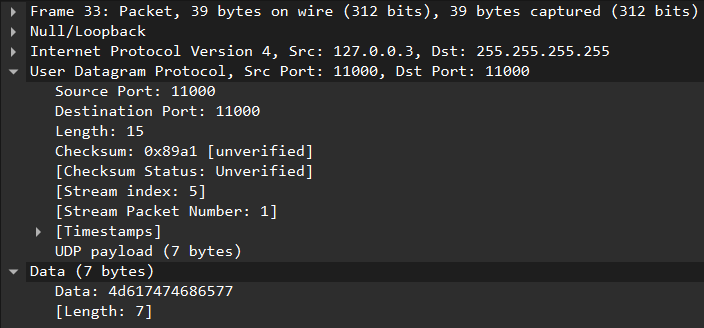 Frame 33: Packet, 39 bytes on wire (312 bits), 39 bytes captured (312 bits)
Null/Loopback
Internet Protocol Version 4, Src: 127.0.0.3, Dst: 255.255.255.255
User Datagram Protocol, Src Port: 11000, Dst Port: 11000
Source Port: 11000
Destination Port: 11000
Length: 15
Checksum: 0x89a1 [unverified]
[Checksum Status: Unverified]
[Stream index: 5]
[Stream Packet Number: 1]
[Timestamps]
UDP payload (7 bytes)
Data (7 bytes)
Data: 4d617474686577
[Length: 7]